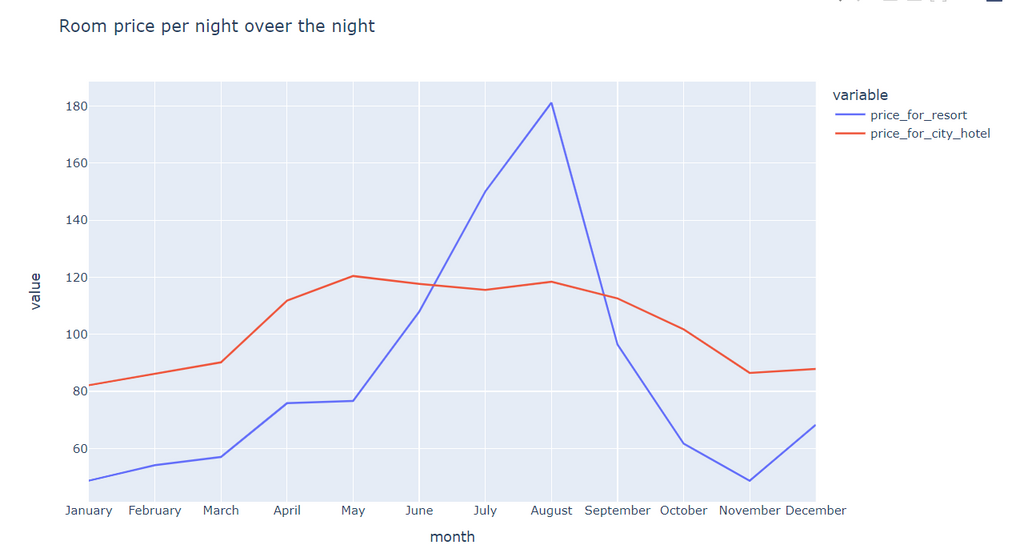 Room price per night oveer the night
variable
price_for_resort
price_for_city_hotel
180
160
140
120
100
80
60
value
January February March April May June July August September October November December
month